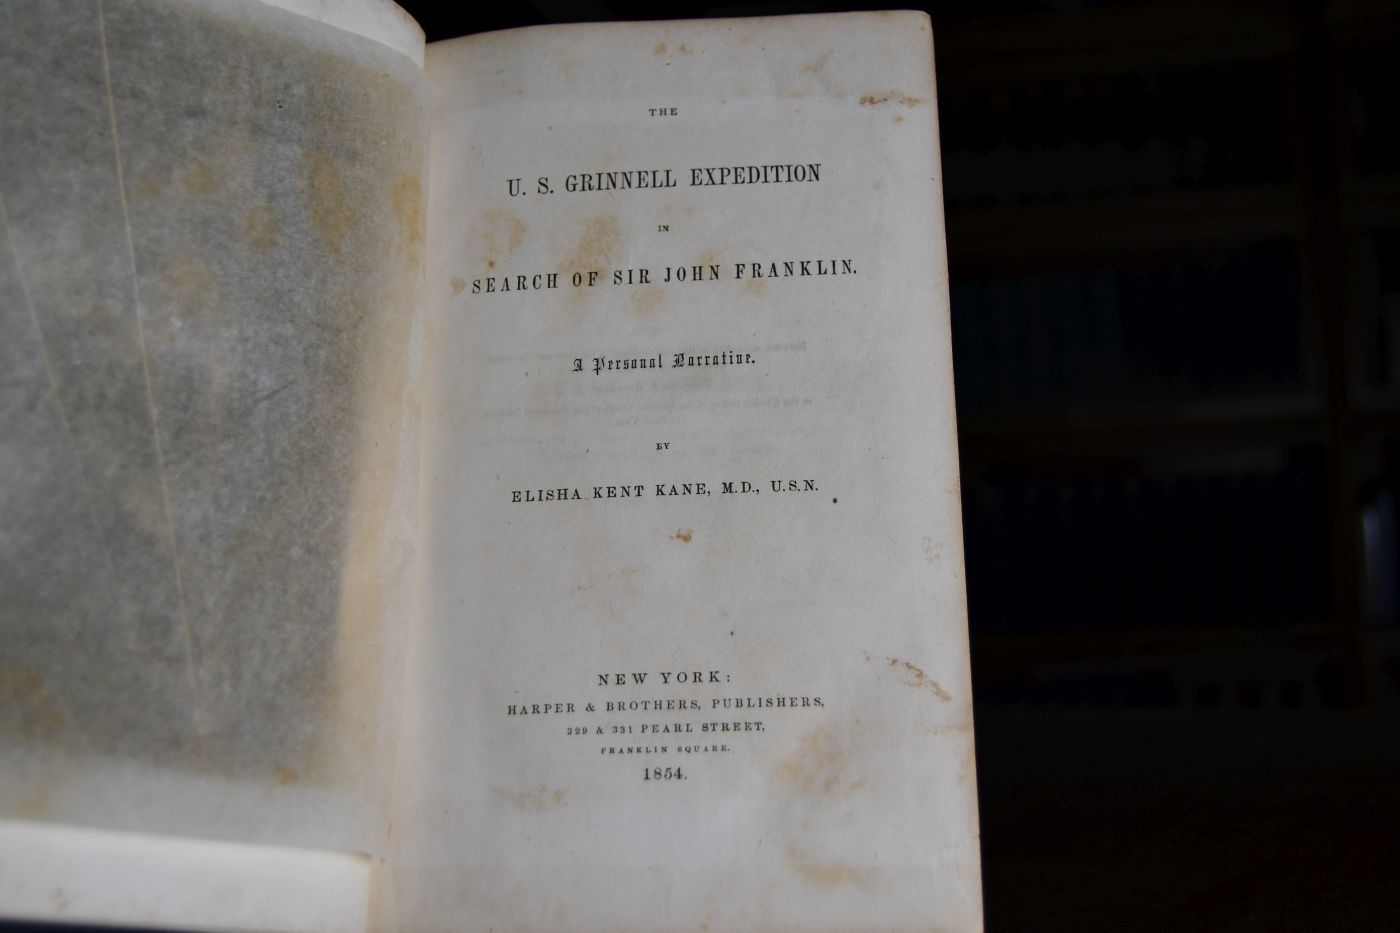 THE
U. S. GRINNELL EXPEDITION
IN
SEARCH OF SIR JOHN FRANKLIN.
A Personal Narrative.
BY
ELISHA KENT KANE, M.D., U.S.N.
NEW YORK:
HARPER & BROTHERS, PUBLISHERS,
329 & 331 PEARL STREET,
FRANKLIN SQUARE.
1854.